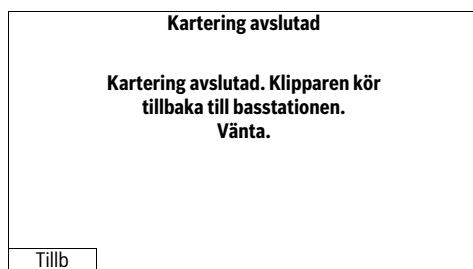 Kartering avslutad
Kartering avslutad. Klipparen kör
tillbaka till basstationen.
Vänta.
Tillb